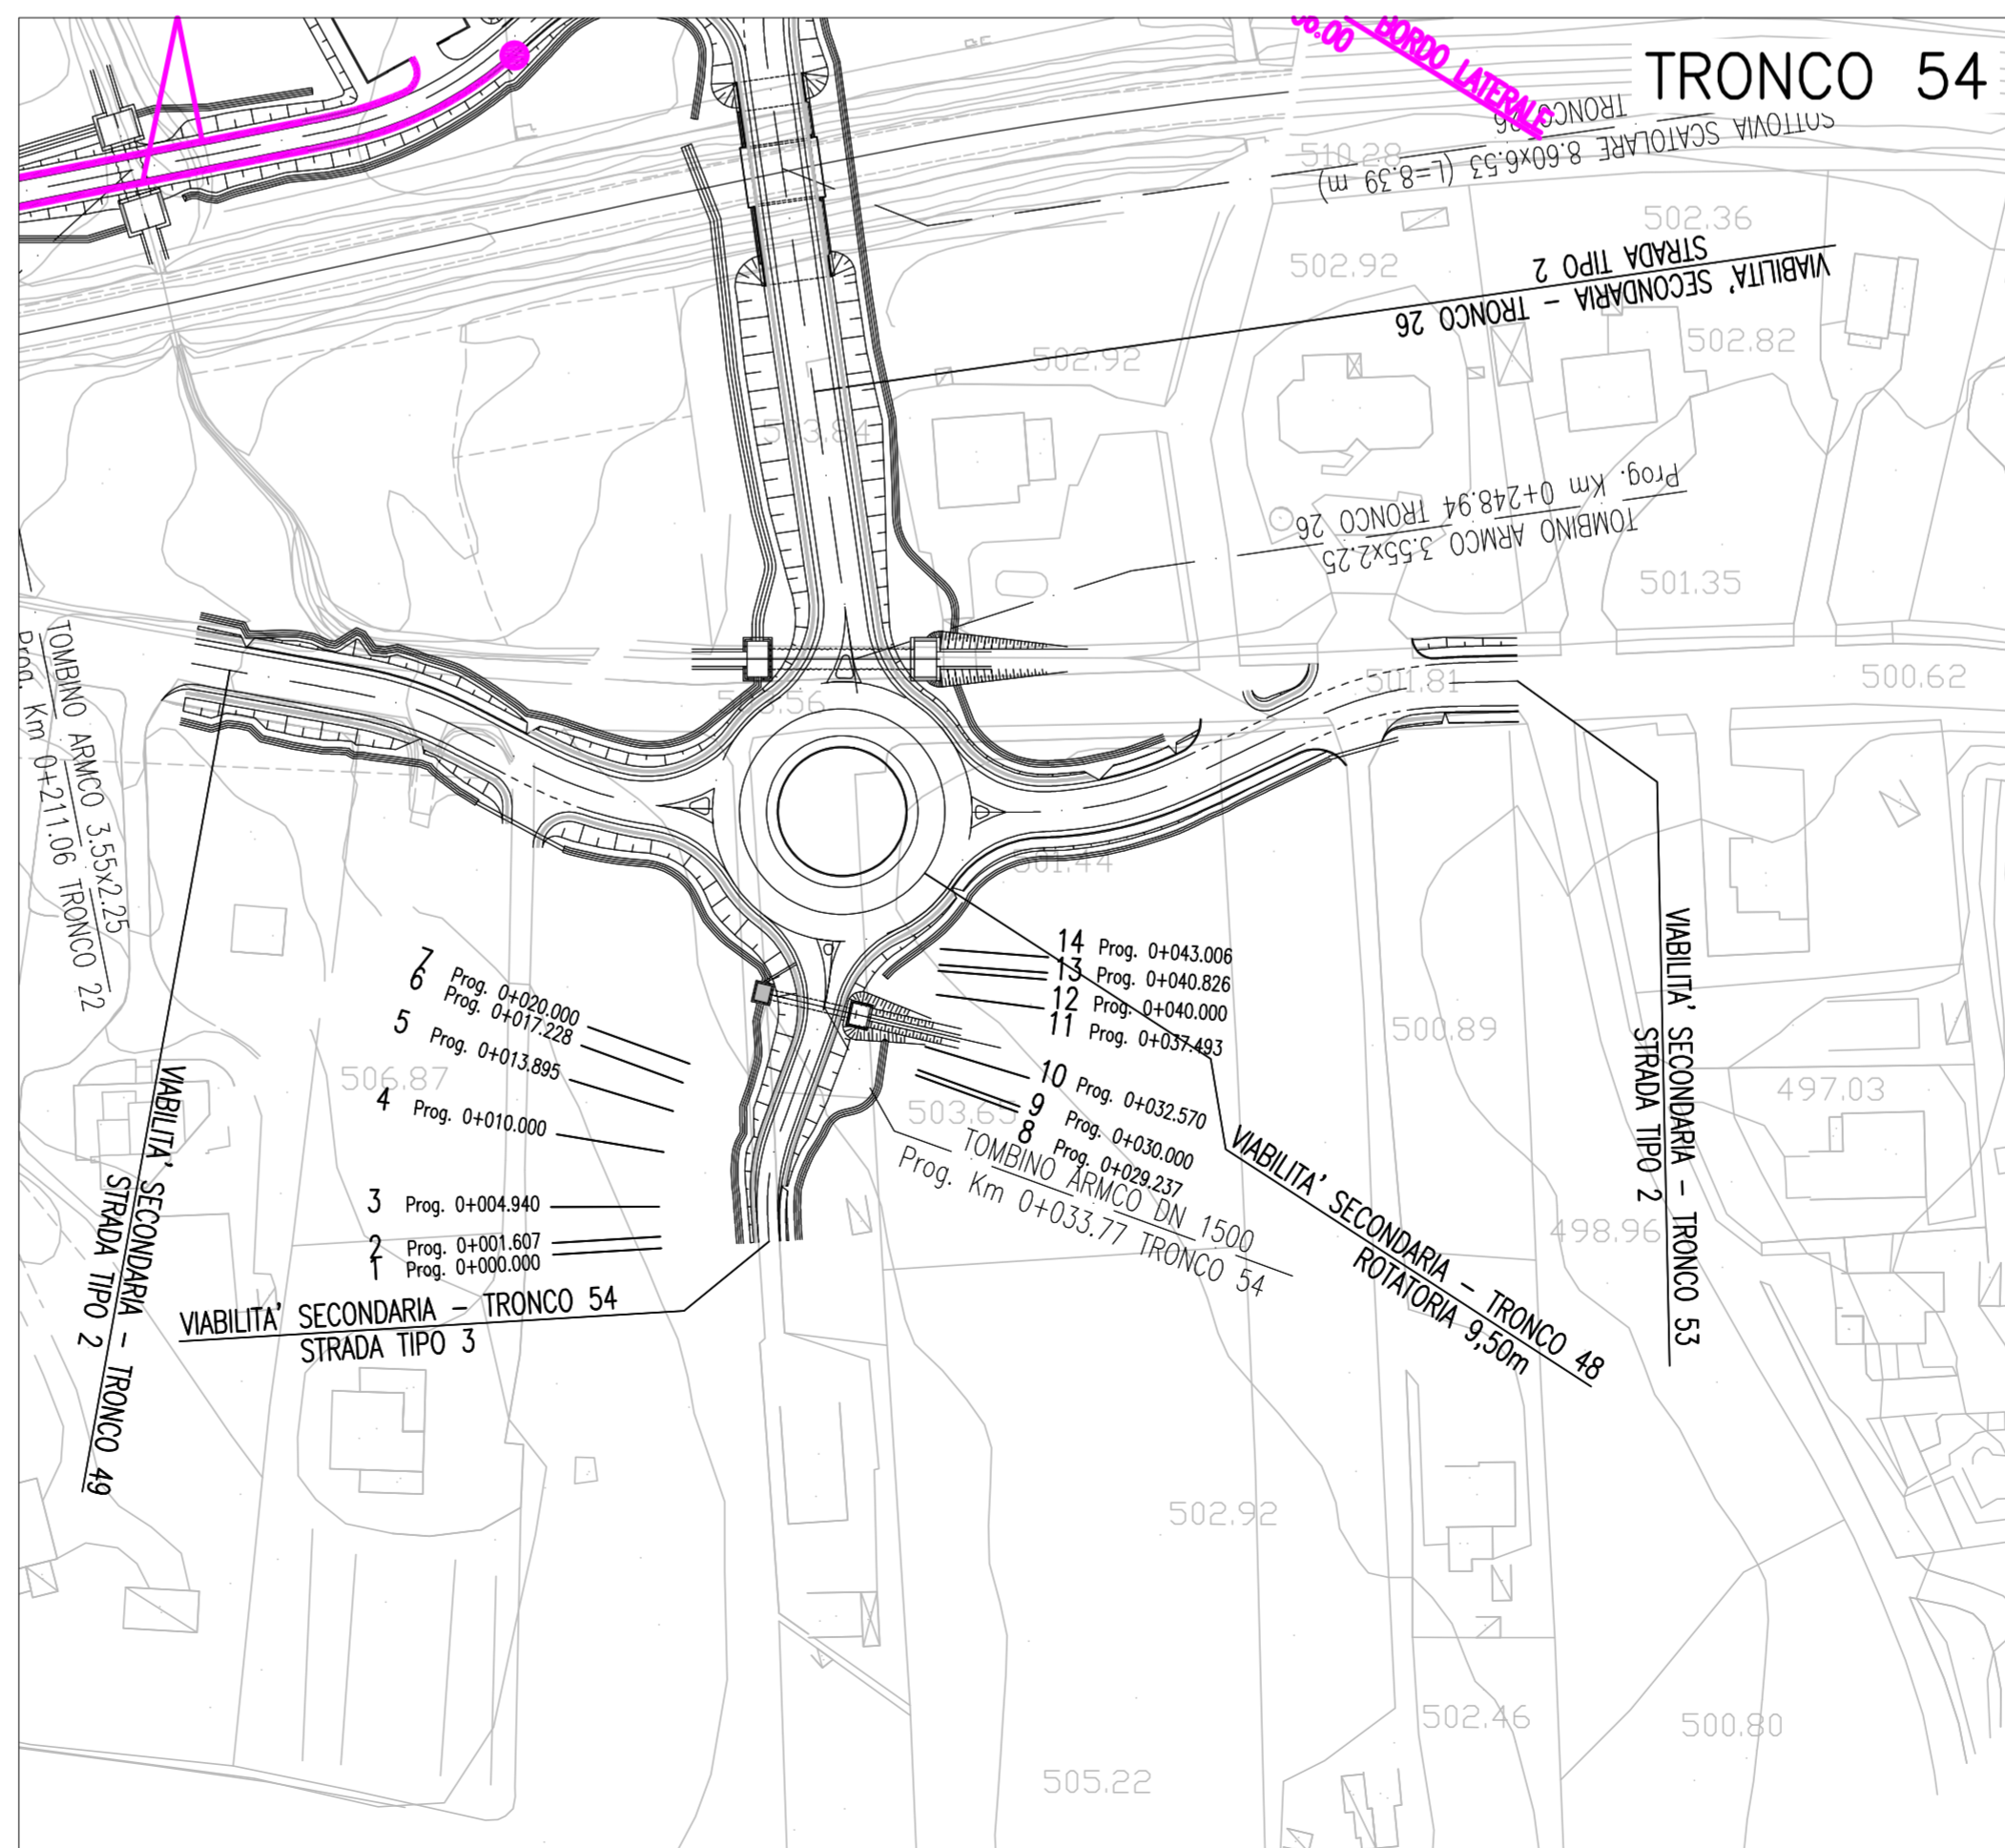 TRONCO 54
BORDO LATERALE
SOTTOVIA SCATOLARE 8.60x6.53 (L=8.39 m)
TRONCO 26
510.28
502.36
502.92
VIABILITA' SECONDARIA - TRONCO 26
STRADA TIPO 2
502.82
502.92
TOMBINO ARMCO 3.55x2.25
Prog. Km 0+248.94 TRONCO 26
501.35
501.81
500.62
TOMBINO ARMCO 3.55x2.25
Prog. Km 0+211.06 TRONCO 22
501.44
7 Prog. 0+020.000
6 Prog. 0+017.228
5 Prog. 0+013.895
4 Prog. 0+010.000
3 Prog. 0+004.940
2 Prog. 0+001.607
1 Prog. 0+000.000
14 Prog. 0+043.006
13 Prog. 0+040.826
12 Prog. 0+040.000
11 Prog. 0+037.493
10 Prog. 0+032.570
9 Prog. 0+030.000
8 Prog. 0+029.237
506.87
503.65
500.89
497.03
TOMBINO ARMCO DN 1500
Prog. Km 0+033.77 TRONCO 54
VIABILITA' SECONDARIA - TRONCO 48
ROTATORIA 9,50m
VIABILITA' SECONDARIA - TRONCO 53
STRADA TIPO 2
498.96
VIABILITA' SECONDARIA - TRONCO 54
STRADA TIPO 3
VIABILITA' SECONDARIA - TRONCO 49
STRADA TIPO 2
502.92
502.46
500.80
505.22